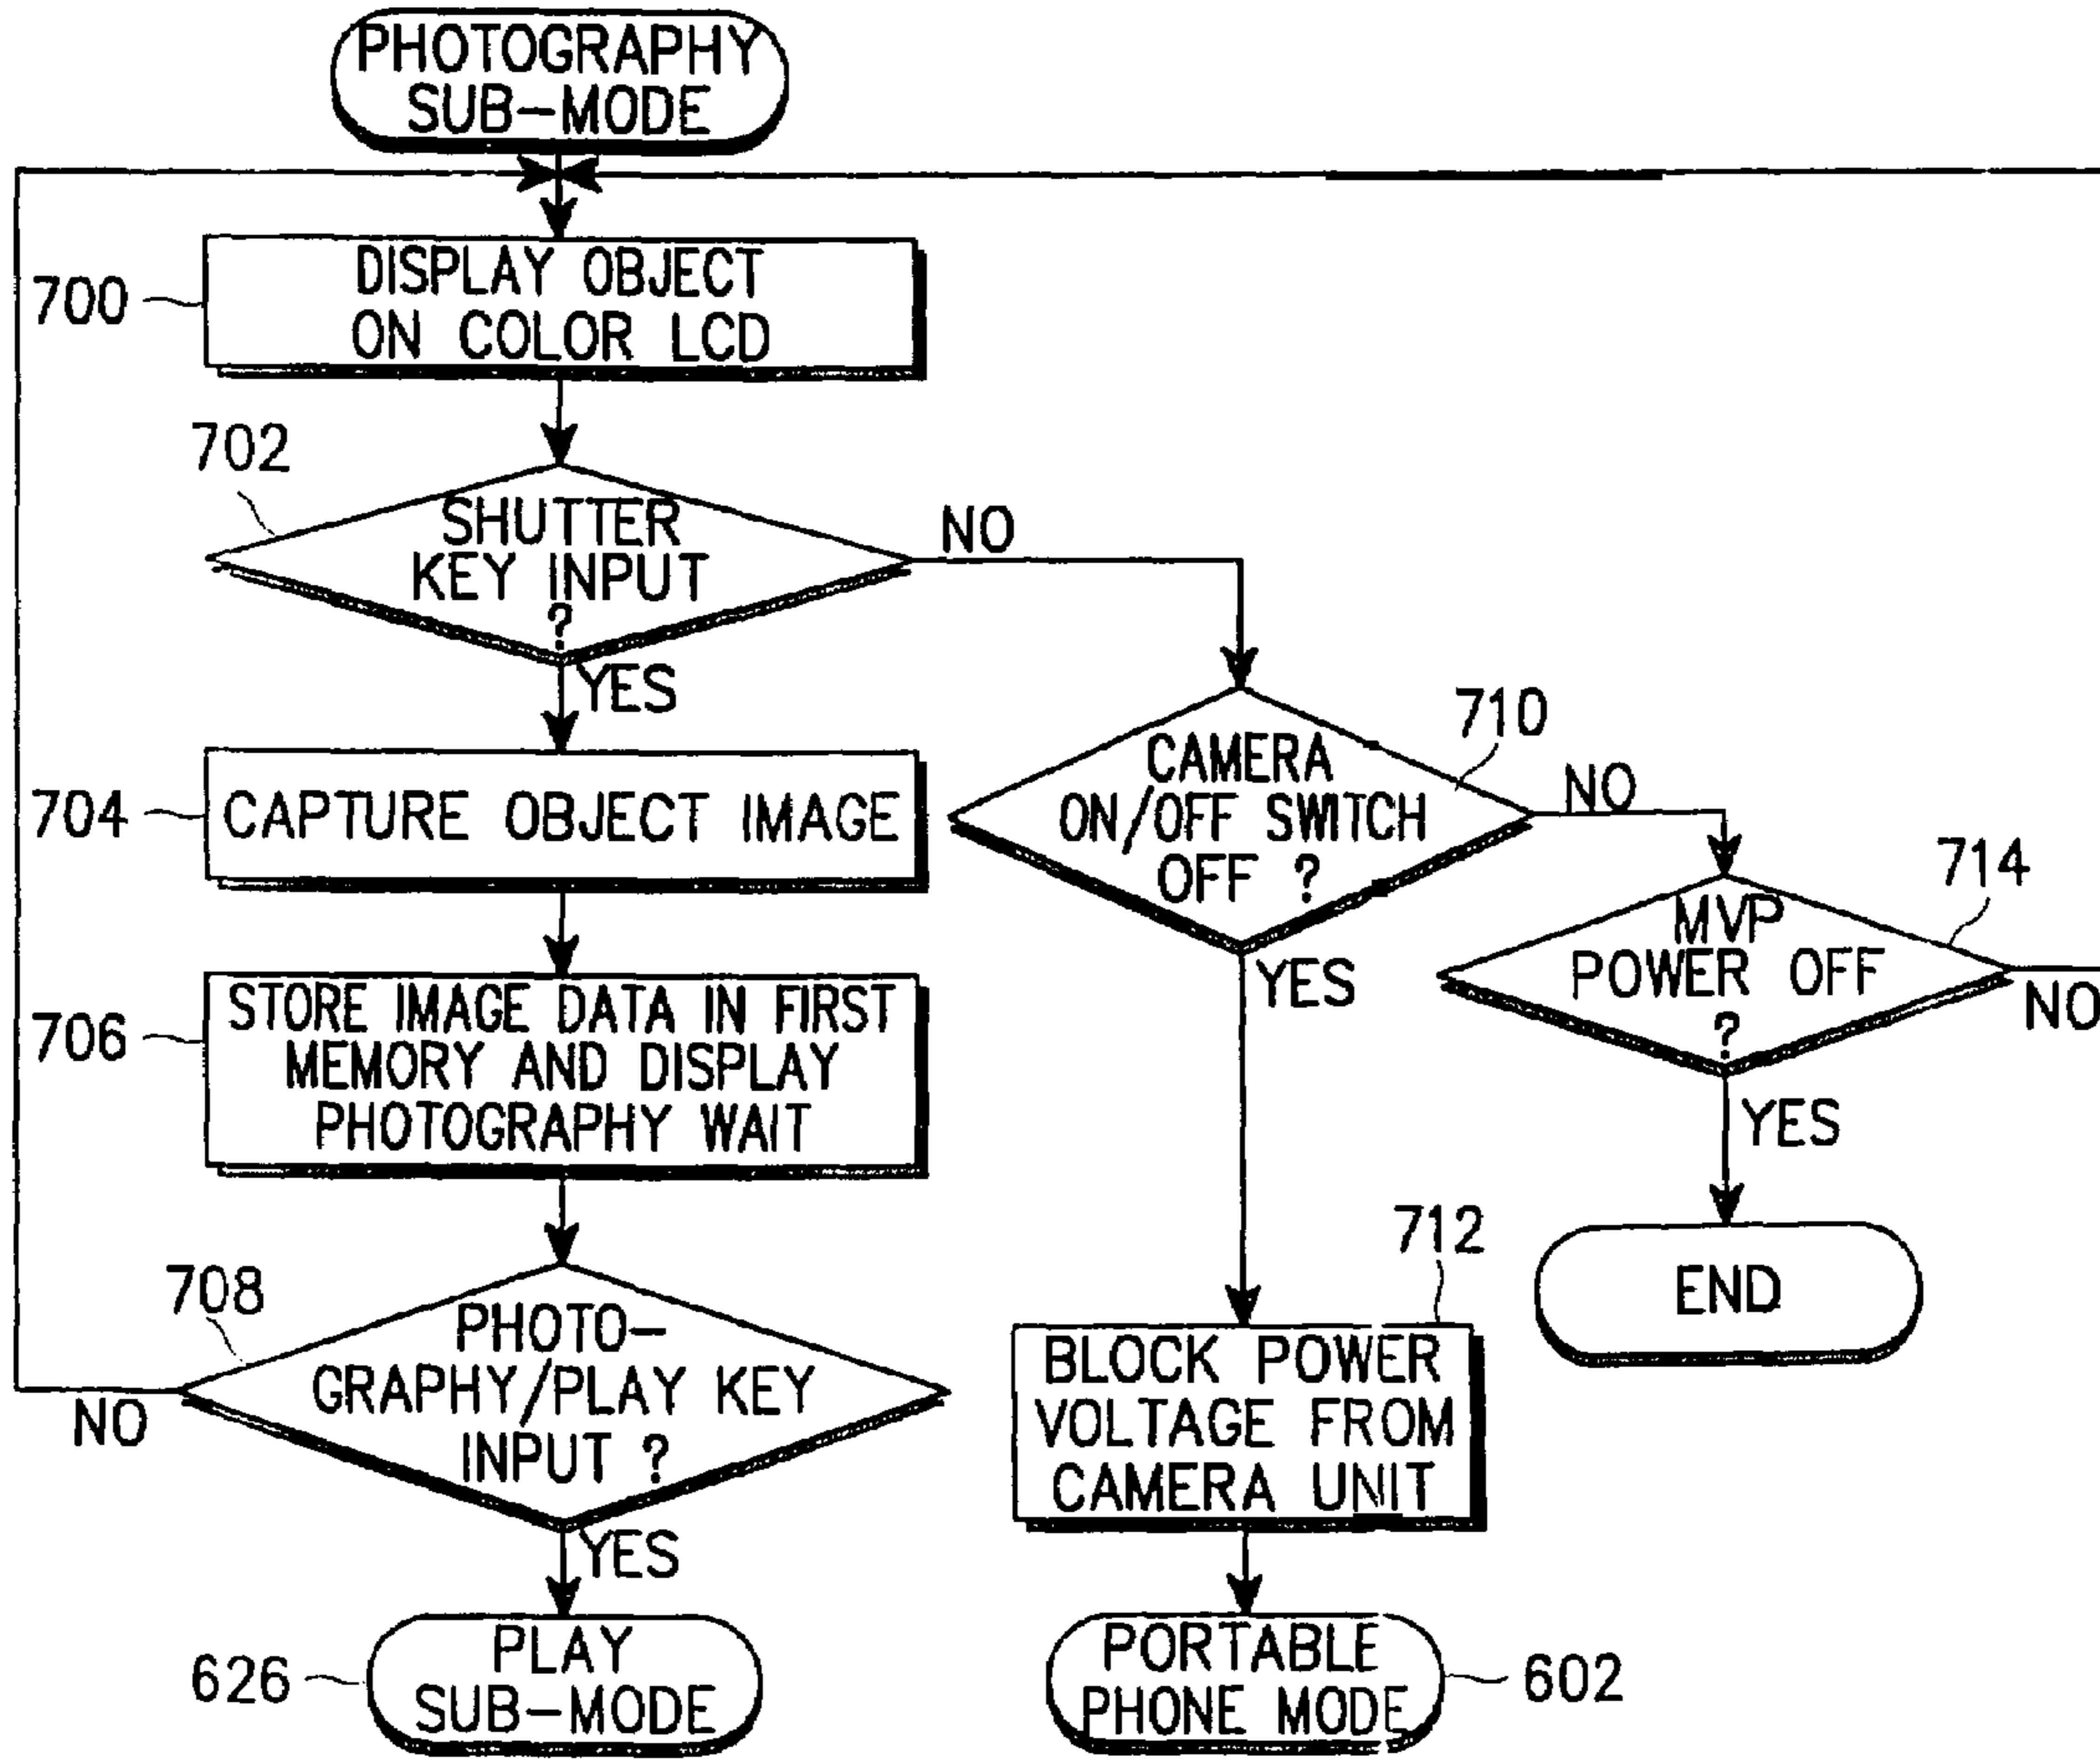 PHOTOGRAPHY
SUB-MODE
700
DISPLAY OBJECT
ON COLOR LCD
702
SHUTTER
KEY INPUT
?
NO
YES
704
CAPTURE OBJECT IMAGE
706
STORE IMAGE DATA IN FIRST
MEMORY AND DISPLAY
PHOTOGRAPHY WAIT
708
PHOTO-
GRAPHY/PLAY KEY
INPUT ?
NO
YES
626
PLAY
SUB-MODE
710
CAMERA
ON/OFF SWITCH
OFF ?
NO
YES
712
BLOCK POWER
VOLTAGE FROM
CAMERA UNIT
PORTABLE
PHONE MODE
602
714
MVP
POWER OFF
?
NO
YES
END